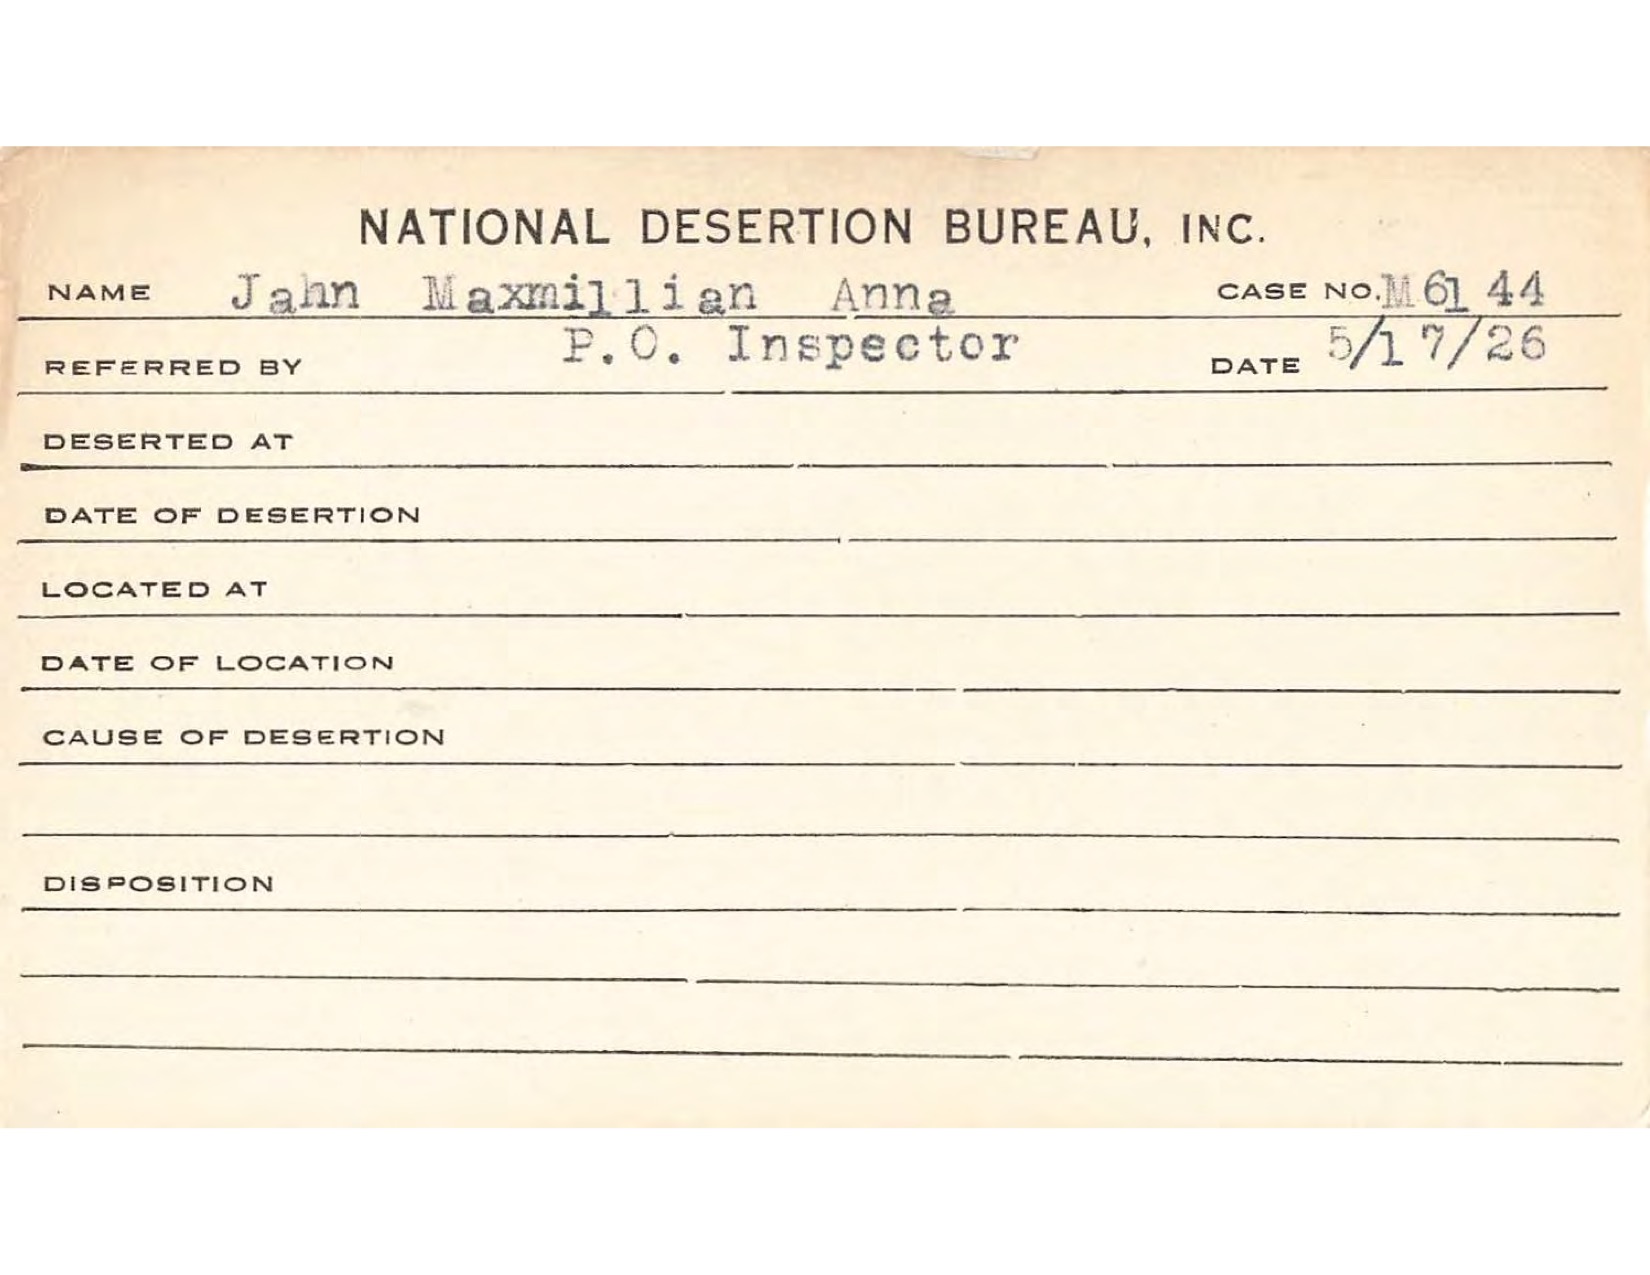 NATIONAL DESERTION BUREAU, INC.
NAME Jahn Maxmillian Anna CASE NO. M6144
REFERRED BY P.O. Inspector DATE 5/17/26
DESERTED AT
DATE OF DESERTION
LOCATED AT
DATE OF LOCATION
CAUSE OF DESERTION
DISPOSITION